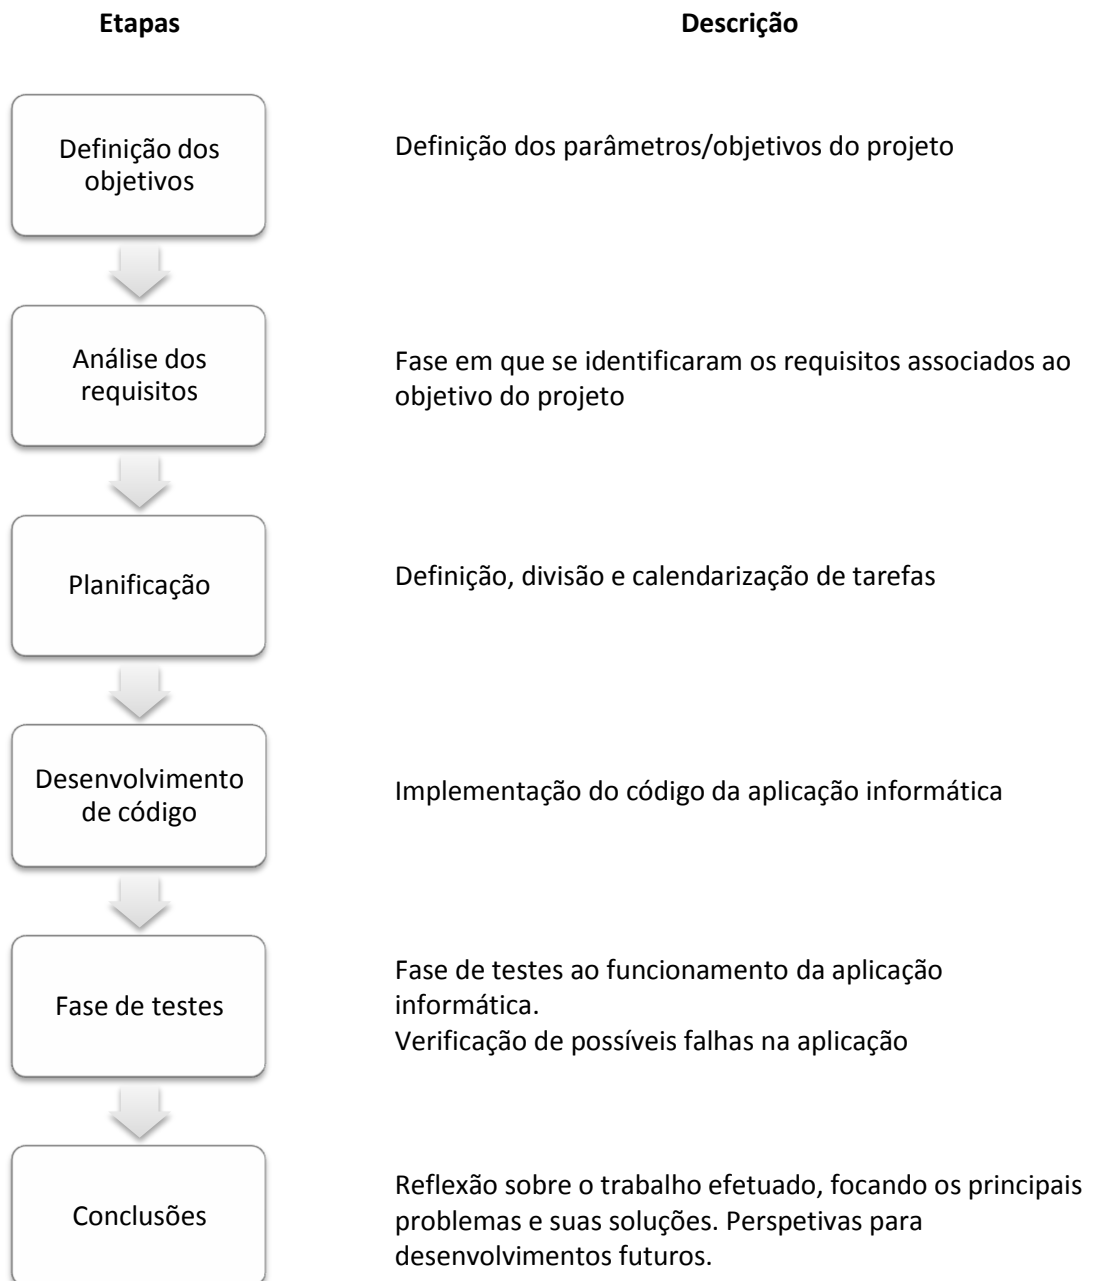 Etapas
Descrição
Definição dos
objetivos
Definição dos parâmetros/objetivos do projeto
Análise dos
requisitos
Fase em que se identificaram os requisitos associados ao
objetivo do projeto
Planificação
Definição, divisão e calendarização de tarefas
Desenvolvimento
de código
Implementação do código da aplicação informática
Fase de testes
Fase de testes ao funcionamento da aplicação
informática.
Verificação de possíveis falhas na aplicação
Conclusões
Reflexão sobre o trabalho efetuado, focando os principais
problemas e suas soluções. Perspetivas para
desenvolvimentos futuros.